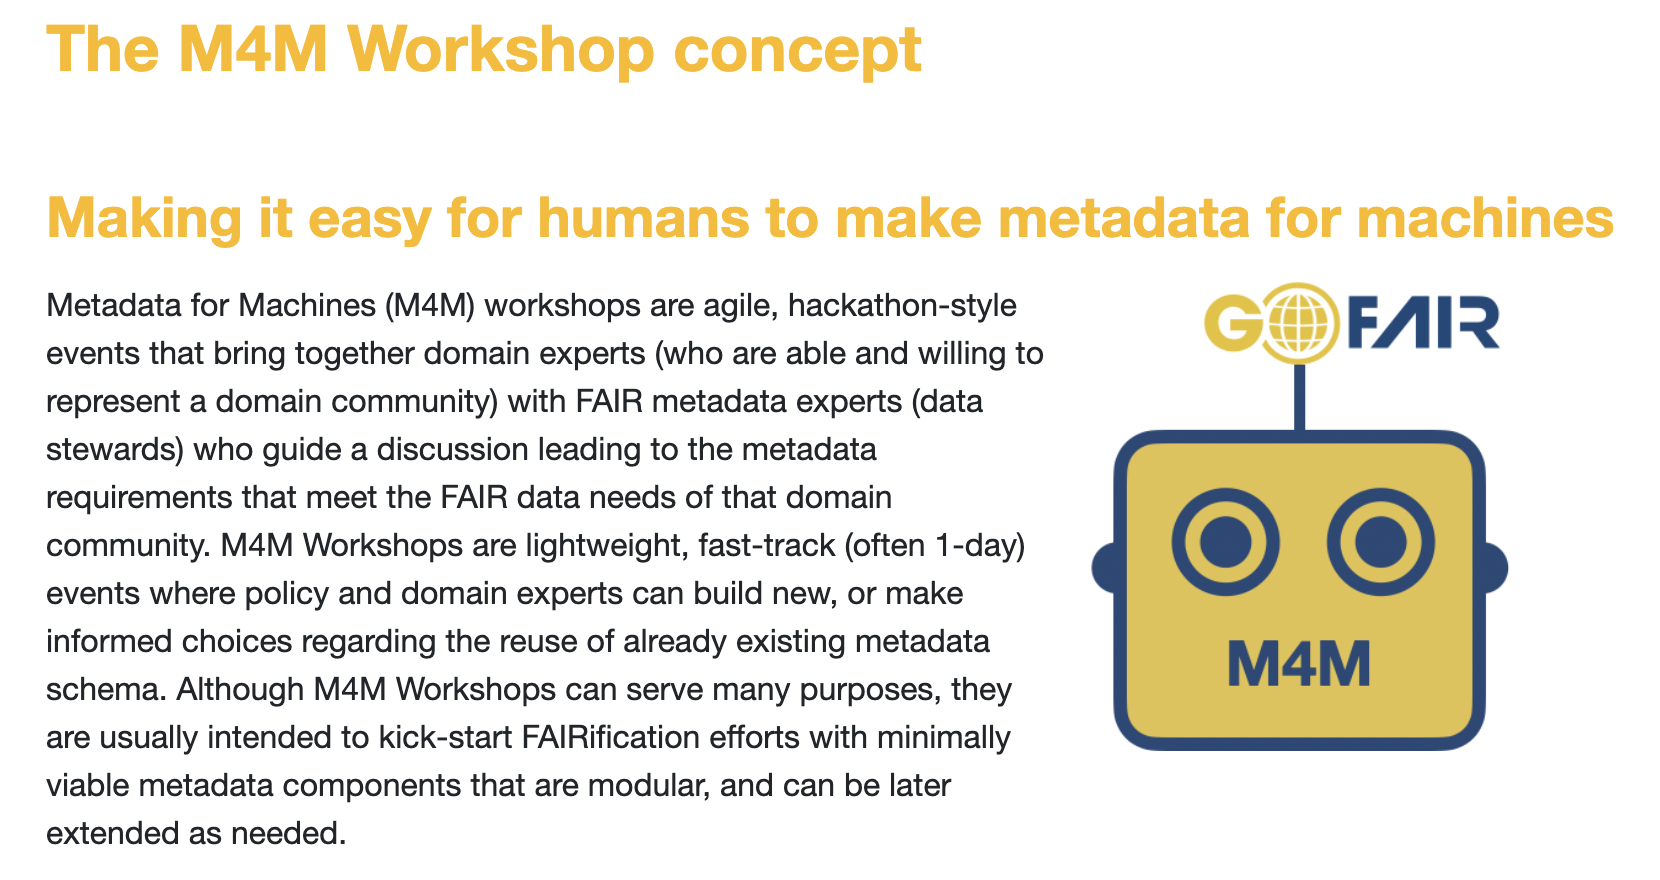 The M4M Workshop concept
Making it easy for humans to make metadata for machines
Metadata for Machines (M4M) workshops are agile, hackathon-style
events that bring together domain experts (who are able and willing to
represent a domain community) with FAIR metadata experts (data
stewards) who guide a discussion leading to the metadata
requirements that meet the FAIR data needs of that domain
community. M4M Workshops are lightweight, fast-track (often 1-day)
events where policy and domain experts can build new, or make
informed choices regarding the reuse of already existing metadata
schema. Although M4M Workshops can serve many purposes, they
are usually intended to kick-start FAIRification efforts with minimally
viable metadata components that are modular, and can be later
extended as needed.
GO FAIR
M4M